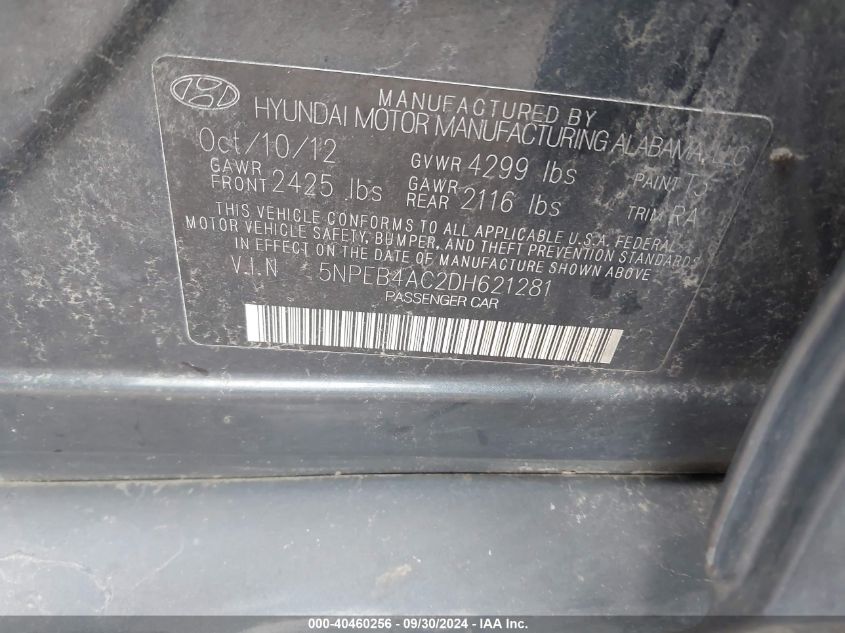 MANUFACTURED BY
HYUNDAI MOTOR MANUFACTURING ALABAMA, LLC
Oct/10/12 GVWR 4299 lbs PAINT T5
GAWR FRONT 2425 lbs GAWR REAR 2116 lbs TRIM RA
THIS VEHICLE CONFORMS TO ALL APPLICABLE U.S.A. FEDERAL
MOTOR VEHICLE SAFETY, BUMPER, AND THEFT PREVENTION STANDARDS
IN EFFECT ON THE DATE OF MANUFACTURE SHOWN ABOVE
V.I.N 5NPEB4AC2DH621281
PASSENGER CAR
000-40460256 - 09/30/2024 - IAA Inc.